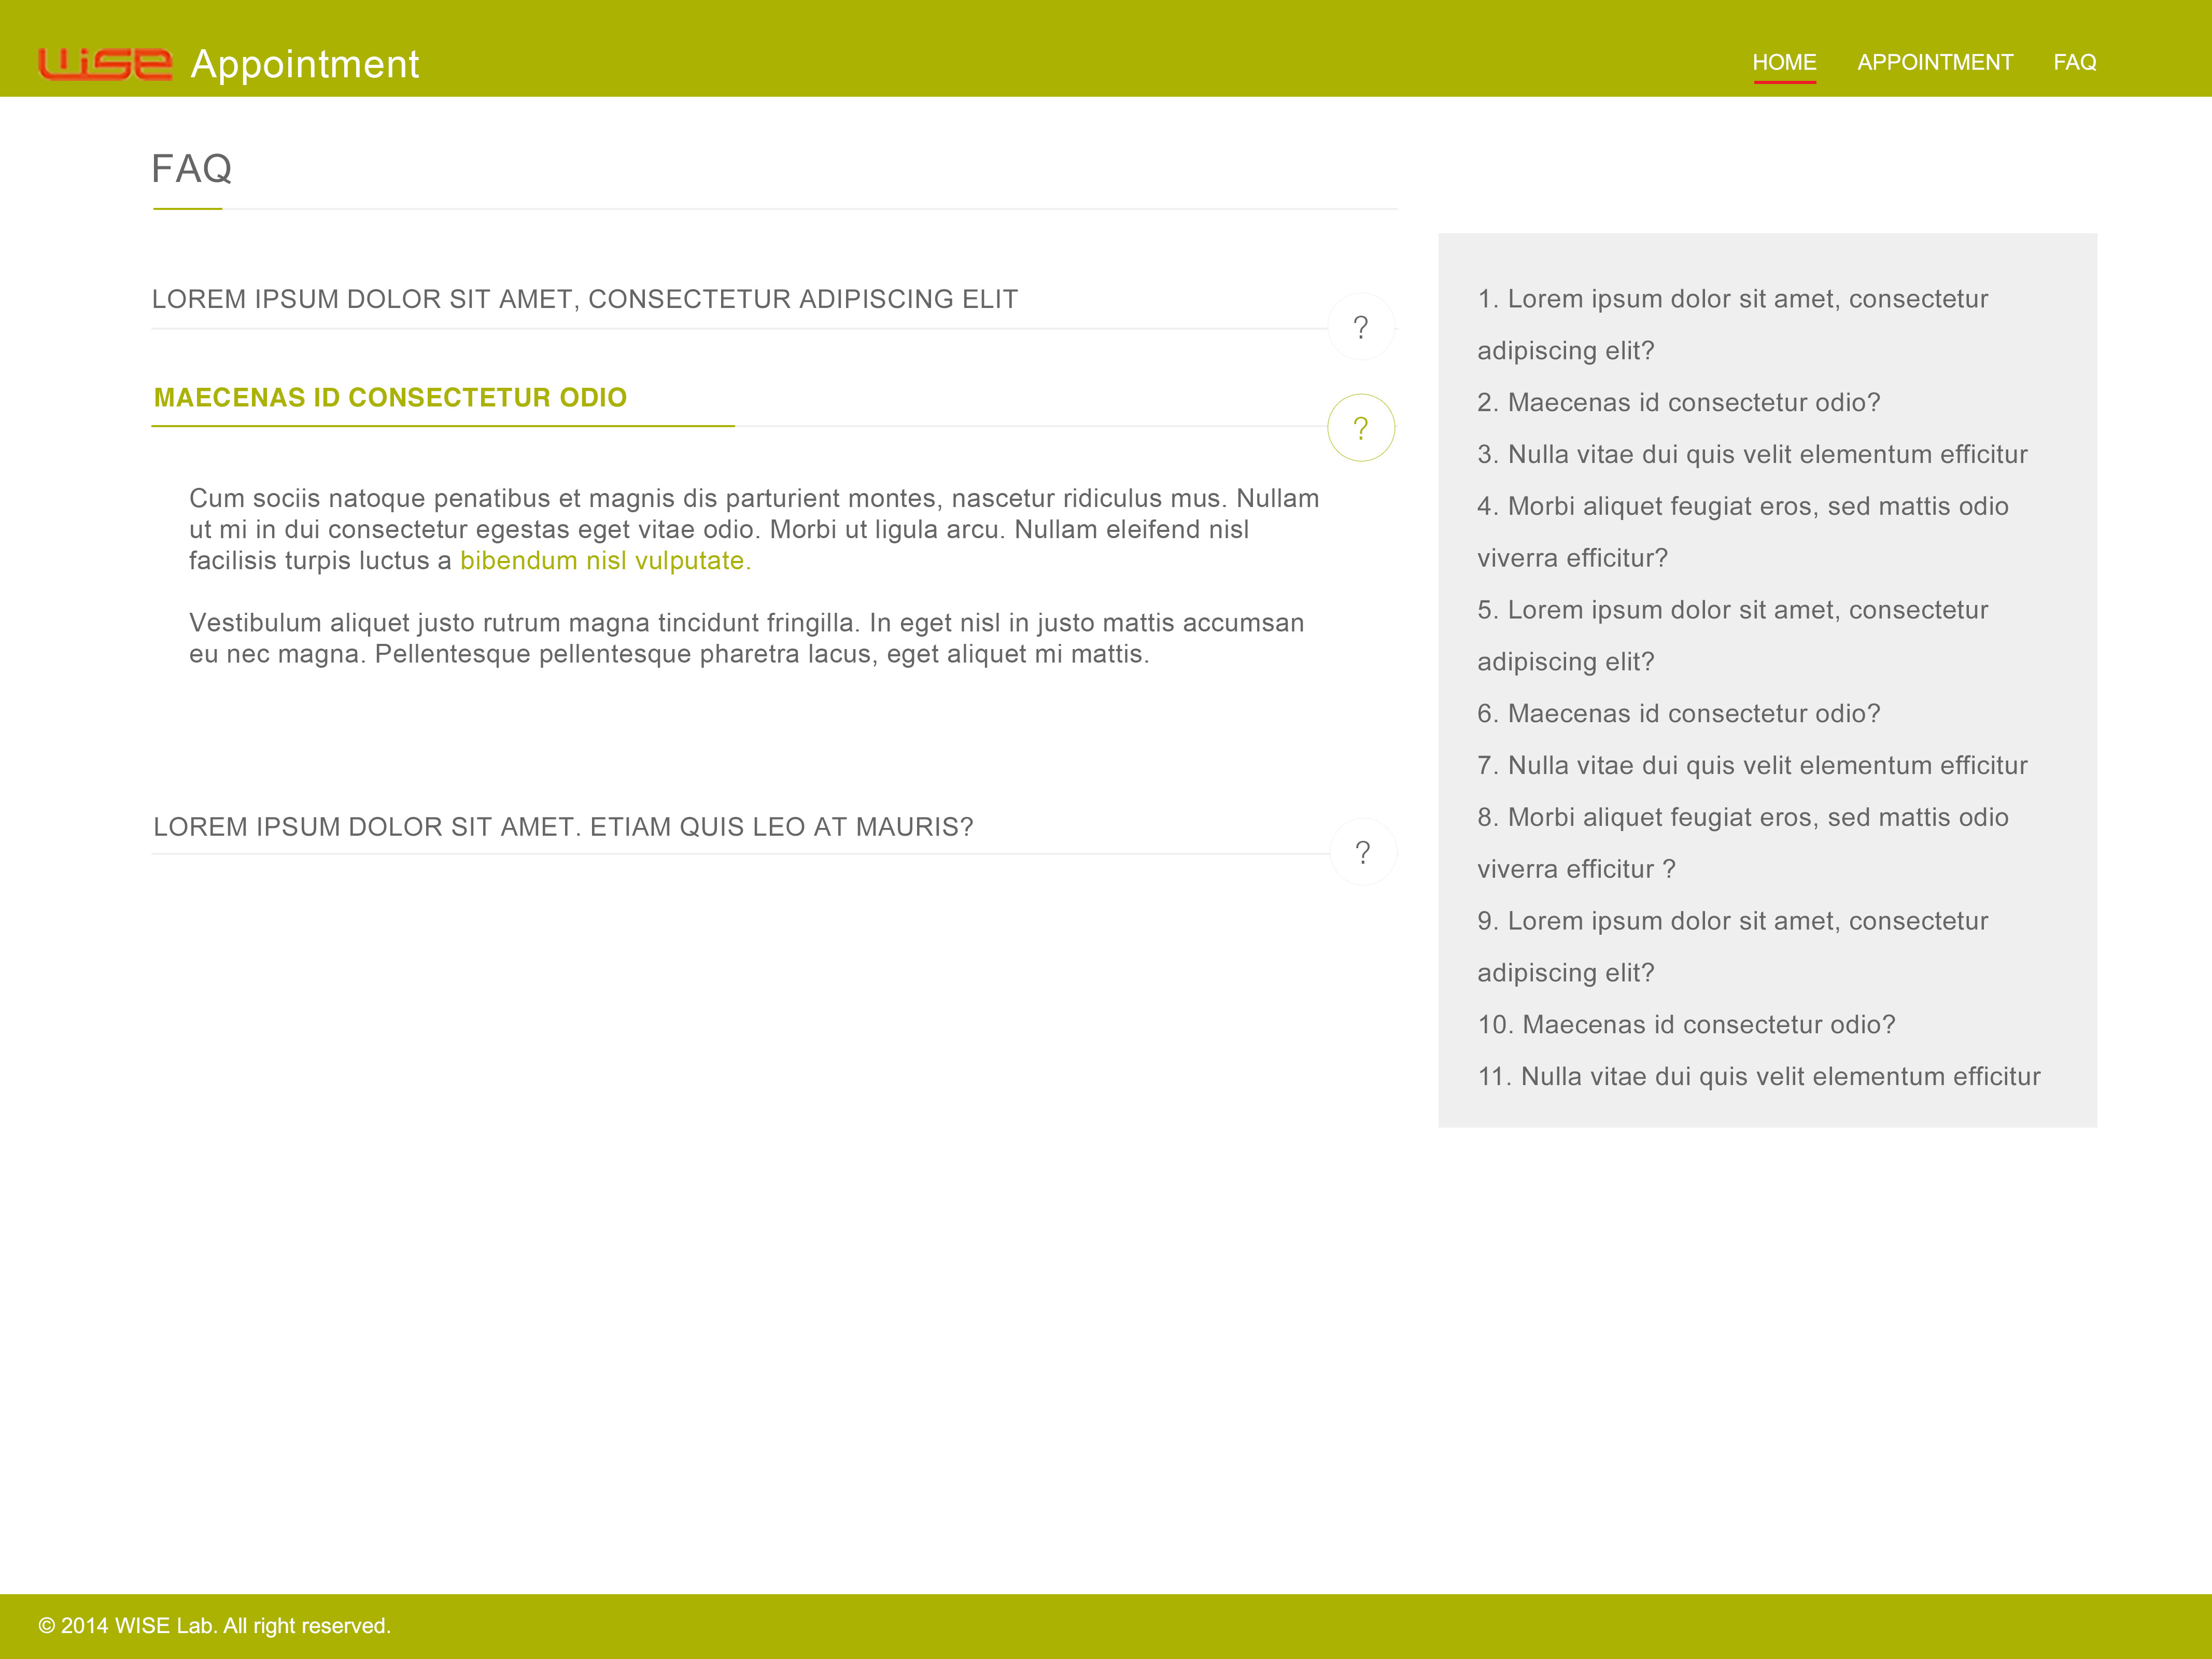 WiSe Appointment
HOME APPOINTMENT FAQ
FAQ
LOREM IPSUM DOLOR SIT AMET, CONSECTETUR ADIPISCING ELIT
?
MAECENAS ID CONSECTETUR ODIO
?
Cum sociis natoque penatibus et magnis dis parturient montes, nascetur ridiculus mus. Nullam
ut mi in dui consectetur egestas eget vitae odio. Morbi ut ligula arcu. Nullam eleifend nisl
facilisis turpis luctus a bibendum nisl vulputate.
Vestibulum aliquet justo rutrum magna tincidunt fringilla. In eget nisl in justo mattis accumsan
eu nec magna. Pellentesque pellentesque pharetra lacus, eget aliquet mi mattis.
LOREM IPSUM DOLOR SIT AMET. ETIAM QUIS LEO AT MAURIS?
?
1. Lorem ipsum dolor sit amet, consectetur
adipiscing elit?
2. Maecenas id consectetur odio?
3. Nulla vitae dui quis velit elementum efficitur
4. Morbi aliquet feugiat eros, sed mattis odio
viverra efficitur?
5. Lorem ipsum dolor sit amet, consectetur
adipiscing elit?
6. Maecenas id consectetur odio?
7. Nulla vitae dui quis velit elementum efficitur
8. Morbi aliquet feugiat eros, sed mattis odio
viverra efficitur ?
9. Lorem ipsum dolor sit amet, consectetur
adipiscing elit?
10. Maecenas id consectetur odio?
11. Nulla vitae dui quis velit elementum efficitur
© 2014 WISE Lab. All right reserved.